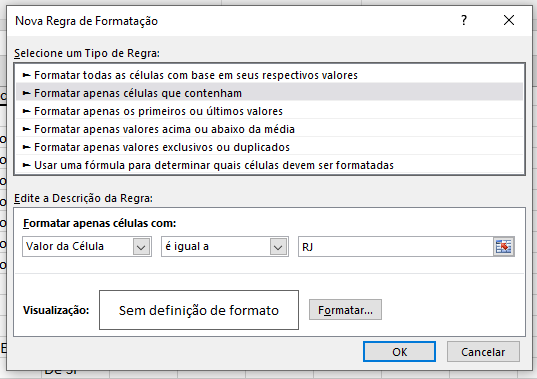 Nova Regra de Formatação
?
Selecione um Tipo de Regra:
► Formatar todas as células com base em seus respectivos valores
► Formatar apenas células que contenham
► Formatar apenas os primeiros ou últimos valores
► Formatar apenas valores acima ou abaixo da média
► Formatar apenas valores exclusivos ou duplicados
► Usar uma fórmula para determinar quais células devem ser formatadas
Edite a Descrição da Regra:
Formatar apenas células com:
Valor da Célula é igual a RJ
Visualização: Sem definição de formato Formatar...
OK Cancelar